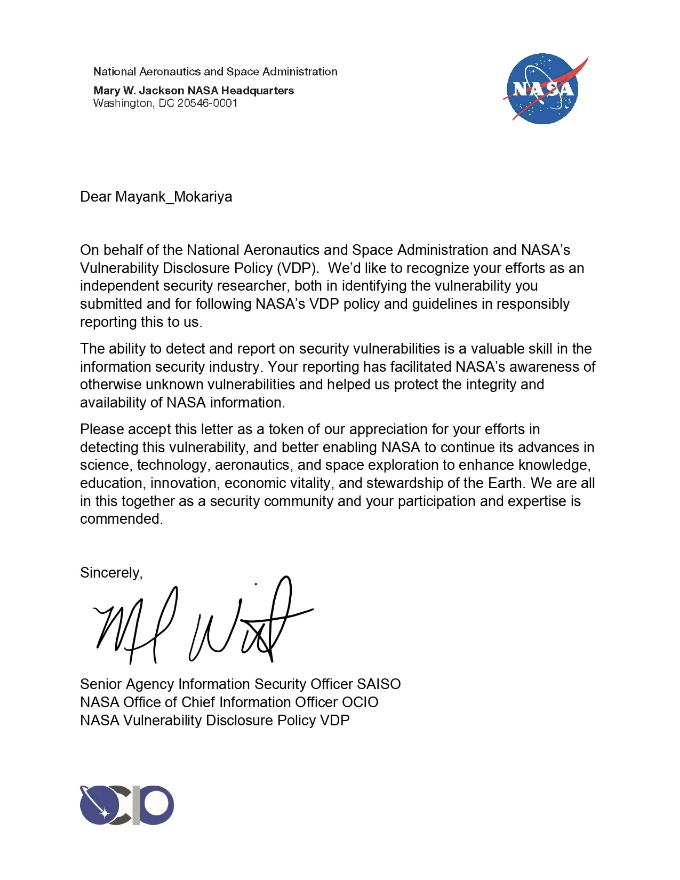 National Aeronautics and Space Administration
Mary W. Jackson NASA Headquarters
Washington, DC 20546-0001
NASA
Dear Mayank_Mokariya
On behalf of the National Aeronautics and Space Administration and NASA’s
Vulnerability Disclosure Policy (VDP).  We’d like to recognize your efforts as an
independent security researcher, both in identifying the vulnerability you
submitted and for following NASA’s VDP policy and guidelines in responsibly
reporting this to us.
The ability to detect and report on security vulnerabilities is a valuable skill in the
information security industry. Your reporting has facilitated NASA’s awareness of
otherwise unknown vulnerabilities and helped us protect the integrity and
availability of NASA information.
Please accept this letter as a token of our appreciation for your efforts in
detecting this vulnerability, and better enabling NASA to continue its advances in
science, technology, aeronautics, and space exploration to enhance knowledge,
education, innovation, economic vitality, and stewardship of the Earth. We are all
in this together as a security community and your participation and expertise is
commended.
Sincerely,
Senior Agency Information Security Officer SAISO
NASA Office of Chief Information Officer OCIO
NASA Vulnerability Disclosure Policy VDP
OCIO